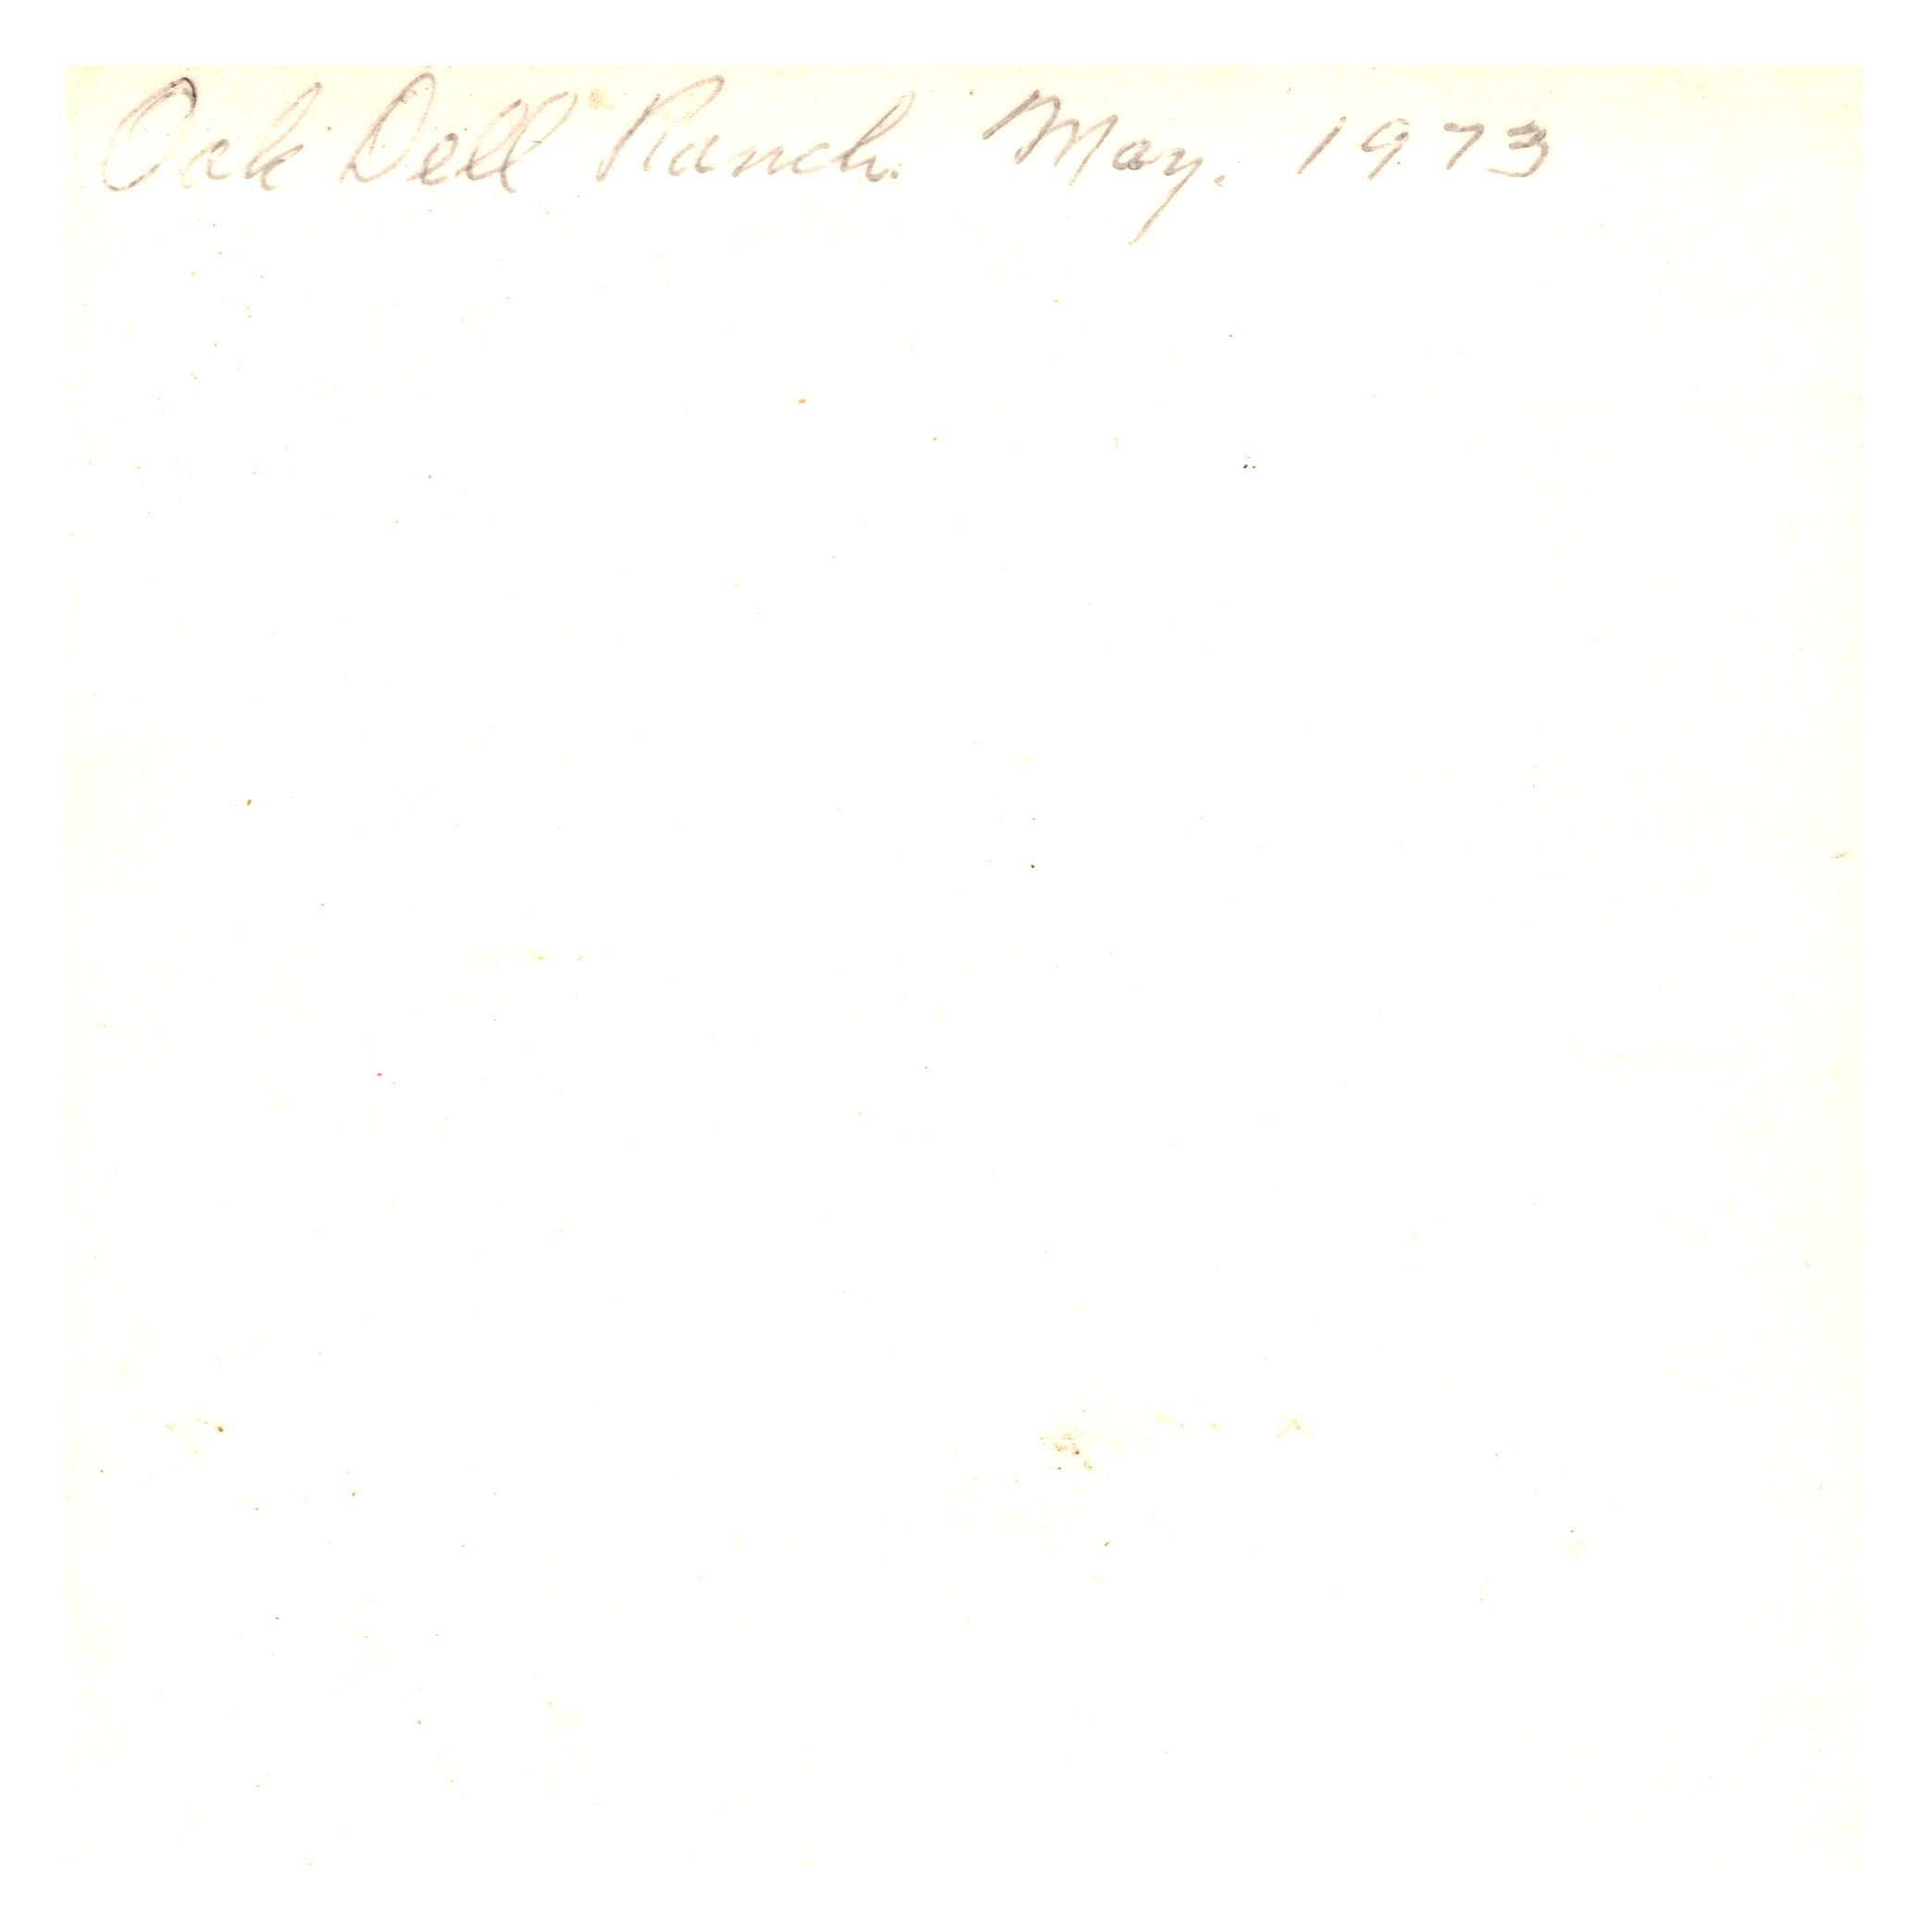 Oak Dell Ranch. May. 1973